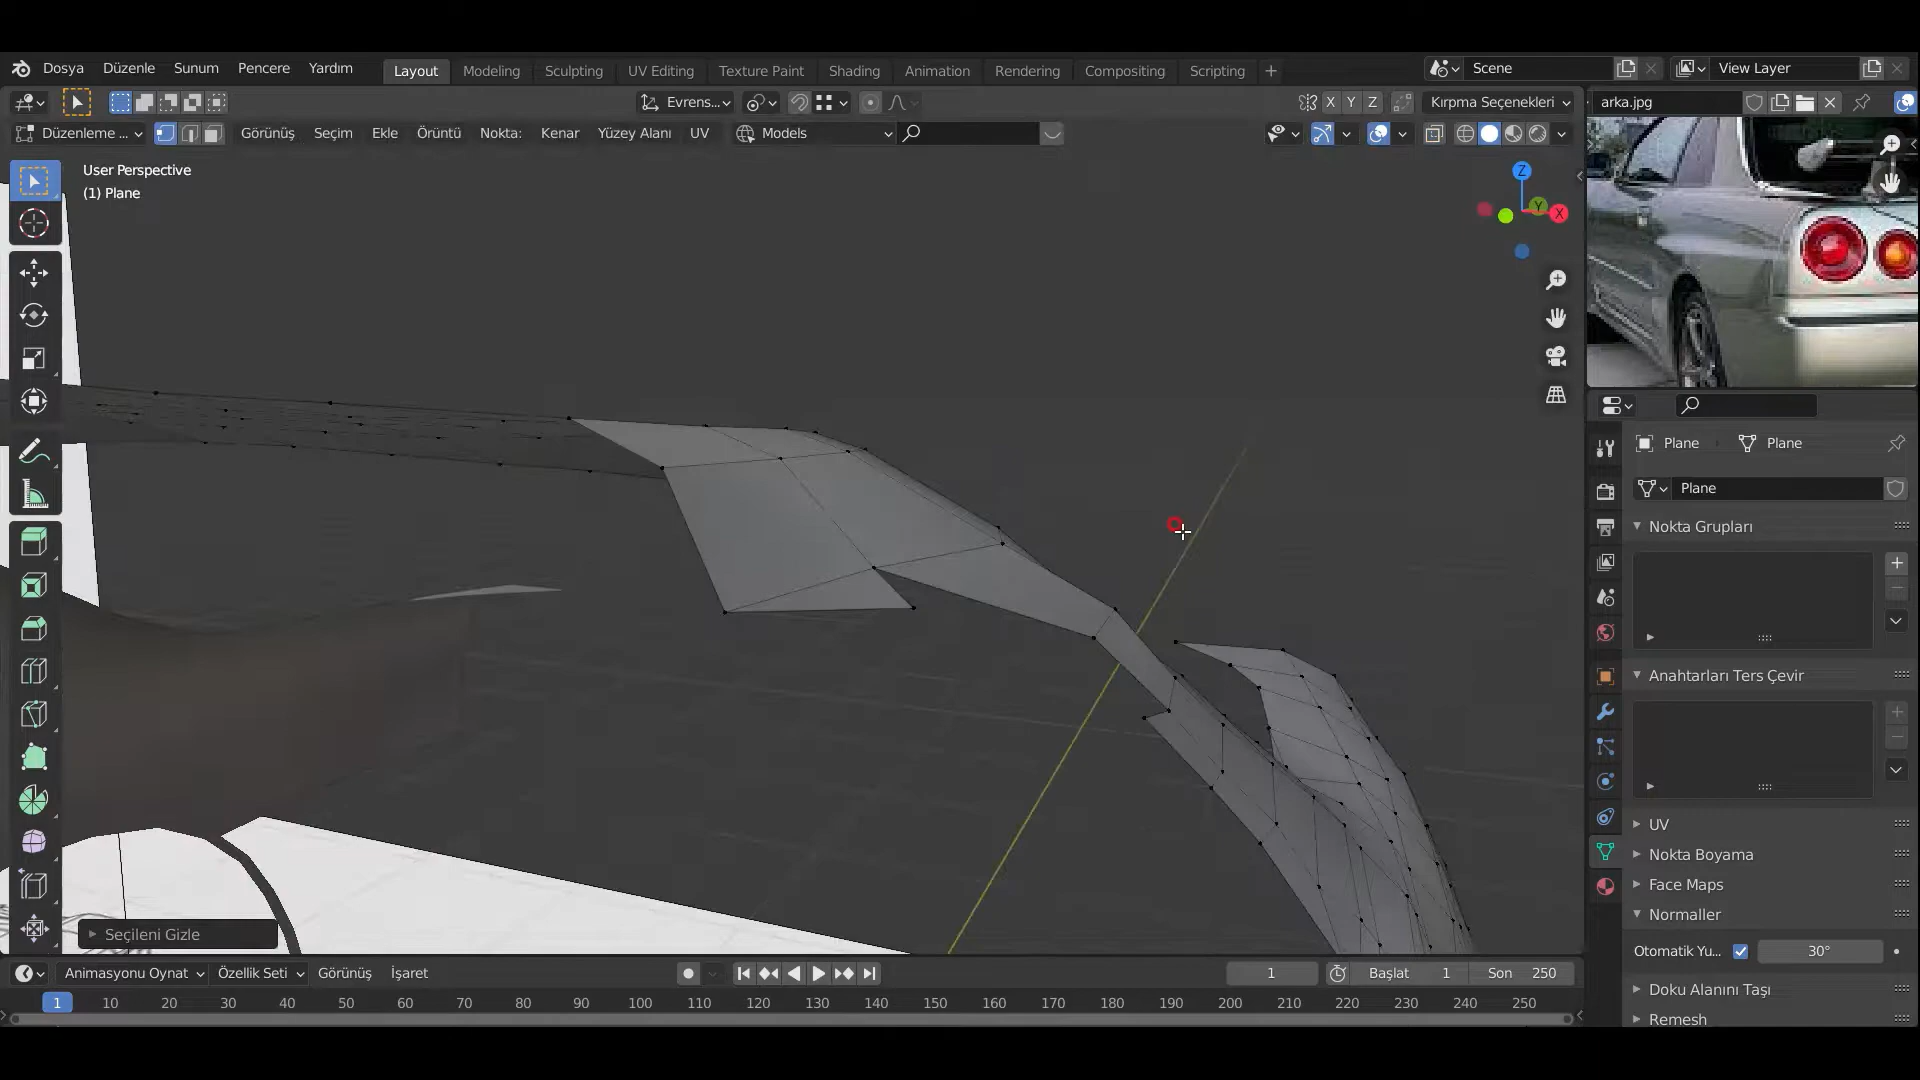 Dosya Düzenle Sunum Pencere Yardım Layout Modeling Sculpting UV Editing Texture Paint Shading Animation Rendering Compositing Scripting + Scene View Layer
Evrens... X Y Z Kırpma Seçenekleri arka.jpg
Düzenleme ... Görünüş Seçim Ekle Örüntü Nokta: Kenar Yüzey Alanı UV Models
User Perspective
(1) Plane
Z
Y
X
Plane Plane
Plane
Nokta Grupları
Anahtarları Ters Çevir
UV
Nokta Boyama
Face Maps
Normaller
Otomatik Yu... 30°
Doku Alanını Taşı
Remesh
Seçileni Gizle
Animasyonu Oynat Özellik Seti Görünüş İşaret 1 Başlat 1 Son 250
1 10 20 30 40 50 60 70 80 90 100 110 120 130 140 150 160 170 180 190 200 210 220 230 240 250